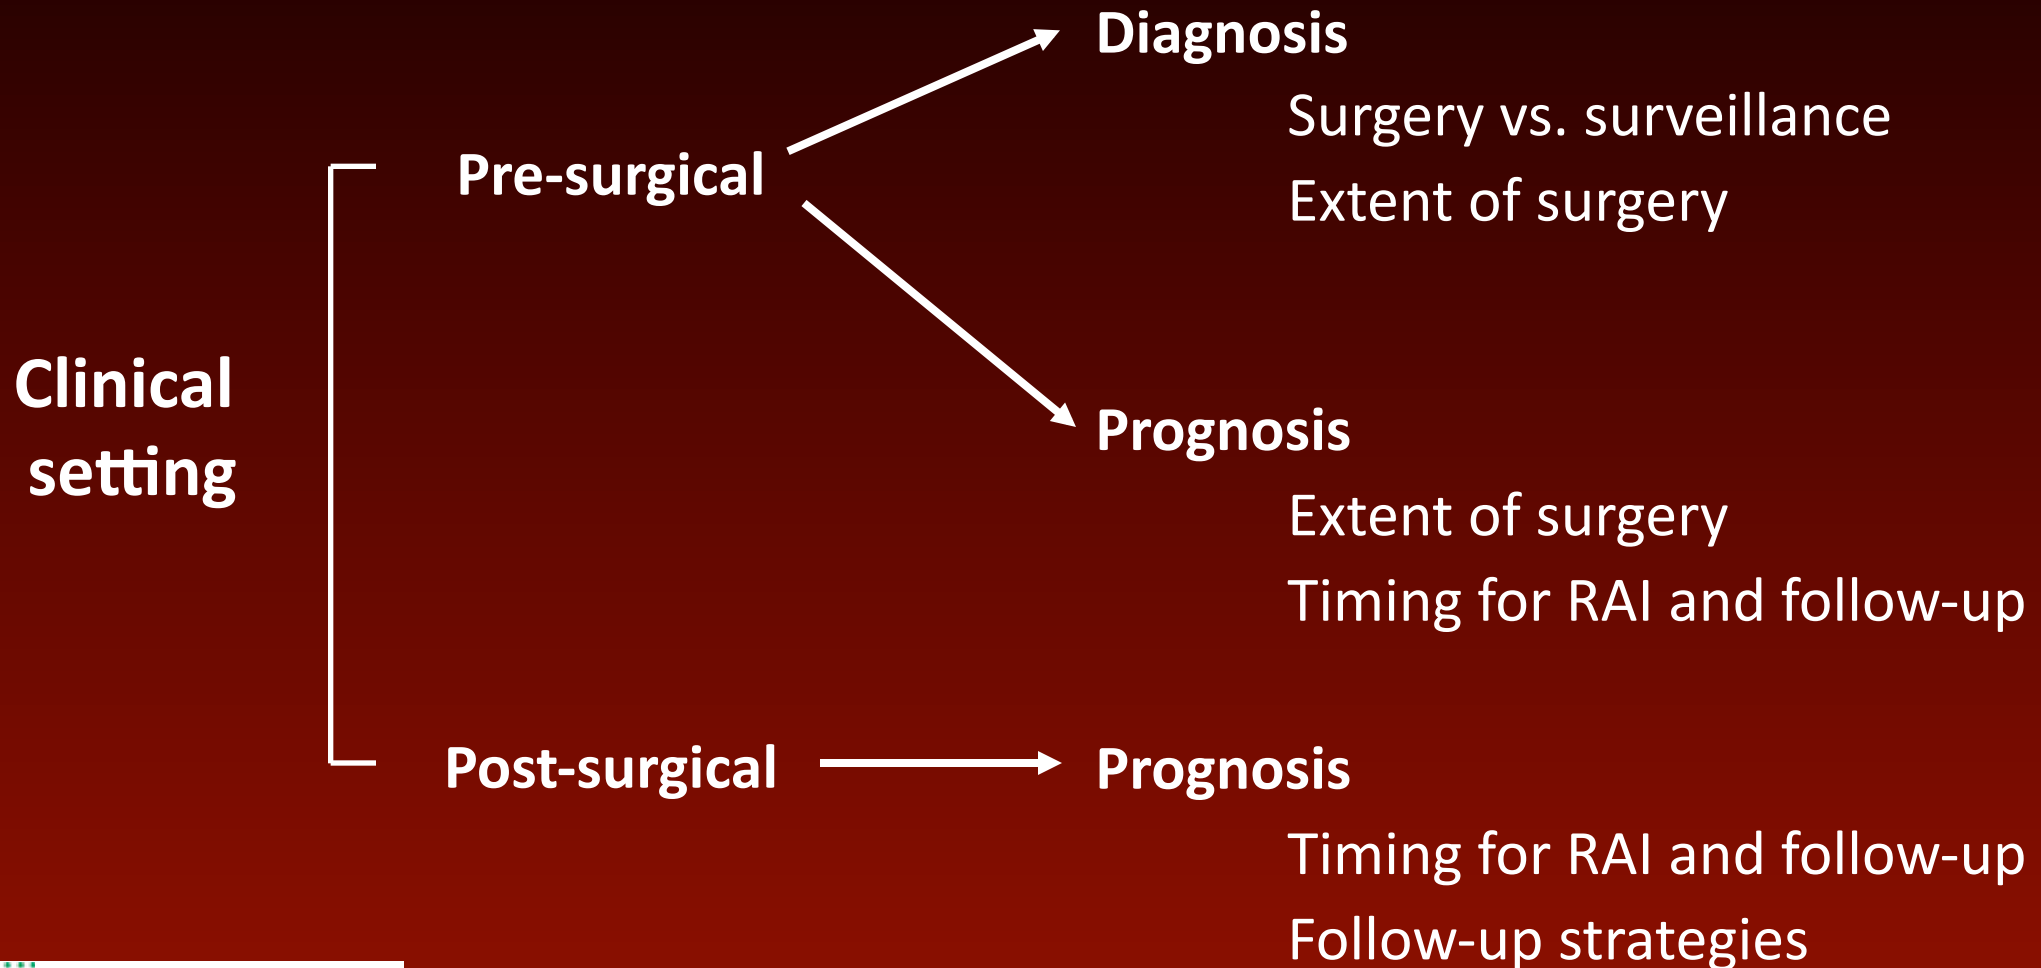 Diagnosis
Surgery vs. surveillance
Pre-surgical
Extent of surgery
Clinical
setting
Prognosis
Extent of surgery
Timing for RAI and follow-up
Post-surgical
Prognosis
Timing for RAI and follow-up
Follow-up strategies